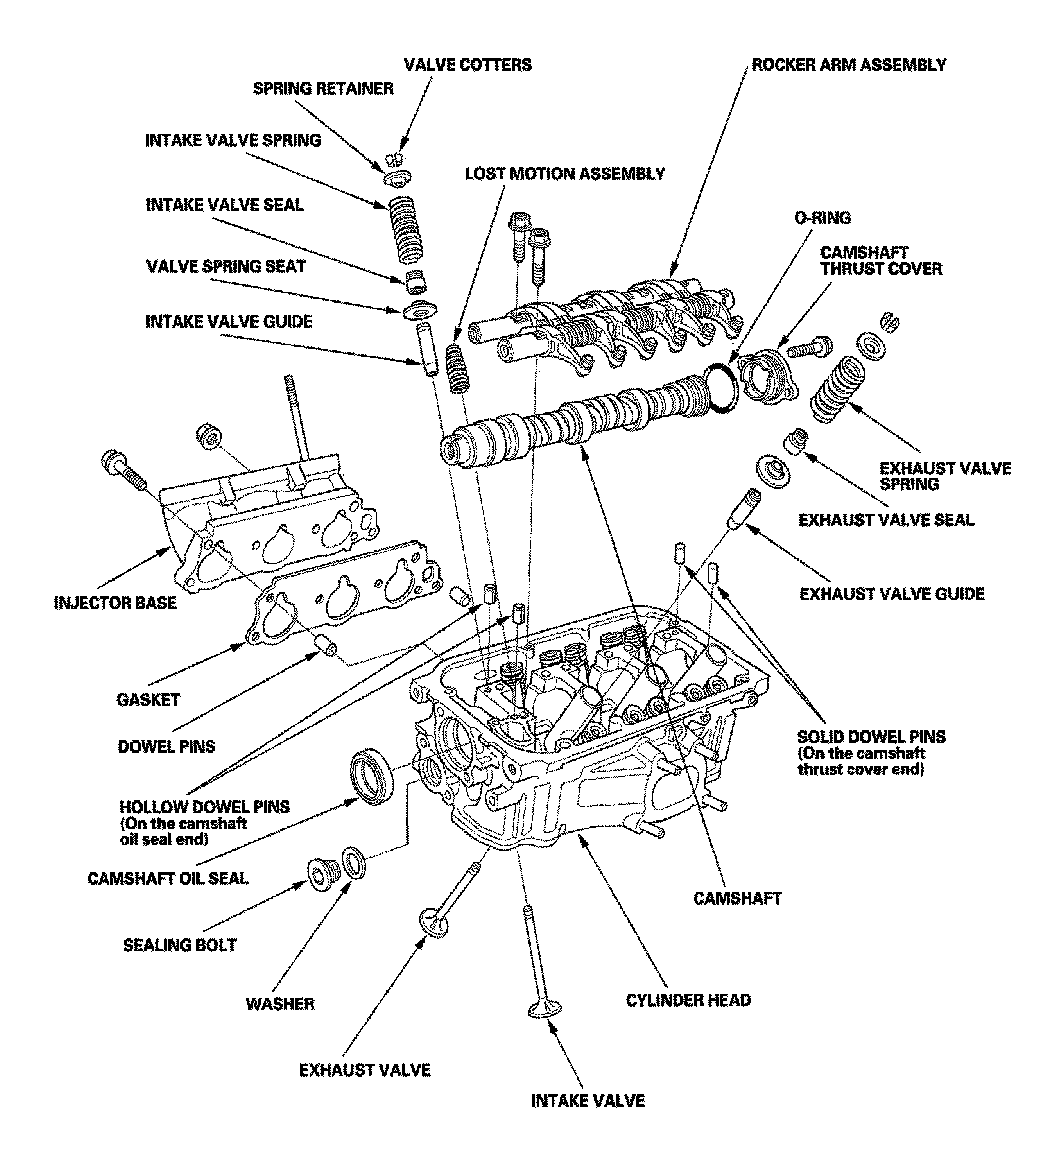 VALVE COTTERS
ROCKER ARM ASSEMBLY
SPRING RETAINER
INTAKE VALVE SPRING
LOST MOTION ASSEMBLY
INTAKE VALVE SEAL
O-RING
CAMSHAFT
THRUST COVER
VALVE SPRING SEAT
INTAKE VALVE GUIDE
EXHAUST VALVE
SPRING
EXHAUST VALVE SEAL
EXHAUST VALVE GUIDE
INJECTOR BASE
GASKET
DOWEL PINS
SOLID DOWEL PINS
(On the camshaft
thrust cover end)
HOLLOW DOWEL PINS
(On the camshaft
oil seal end)
CAMSHAFT OIL SEAL
CAMSHAFT
SEALING BOLT
WASHER
CYLINDER HEAD
EXHAUST VALVE
INTAKE VALVE